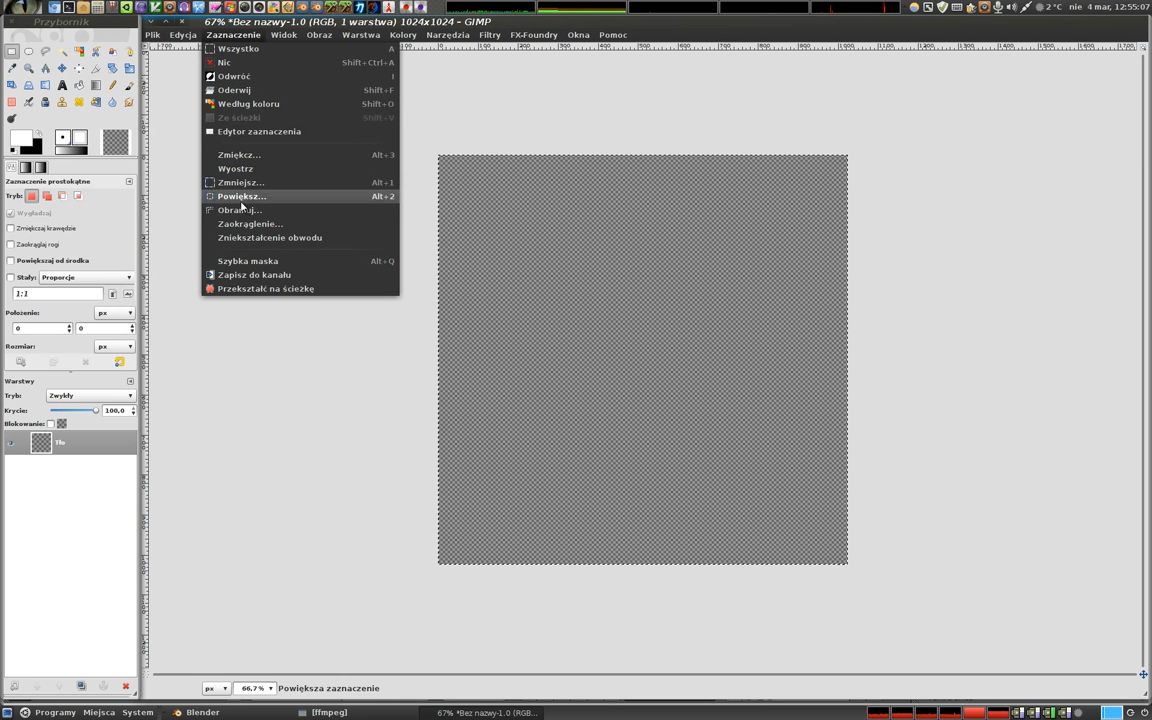 2 °C nie 4 mar, 12:55:07
Przybornik
67% *Bez nazwy-1.0 (RGB, 1 warstwa) 1024x1024 – GIMP
Plik Edycja Zaznaczenie Widok Obraz Warstwa Kolory Narzędzia Filtry FX-Foundry Okna Pomoc
Wszystko A
Nic Shift+Ctrl+A
Odwróć I
Oderwij Shift+F
Według koloru Shift+O
Ze ścieżki Shift+V
Edytor zaznaczenia
Zmiękcz... Alt+3
Wyostrz
Zmniejsz... Alt+1
Powiększ... Alt+2
Obramuj...
Zaokrąglenie...
Zniekształcenie obwodu
Szybka maska Alt+Q
Zapisz do kanału
Przekształć na ścieżkę
Zaznaczenie prostokątne
Tryb:
Wygładzaj
Zmiękczaj krawędzie
Zaokrąglaj rogi
Powiększaj od środka
Stały: Proporcje
1:1
Położenie: px
0 0
Rozmiar: px
Warstwy
Tryb: Zwykły
Krycie: 100,0
Blokowanie:
Tło
px 66,7% Powiększa zaznaczenie
Programy Miejsca System Blender [ffmpeg] 67% *Bez nazwy-1.0 (RGB...